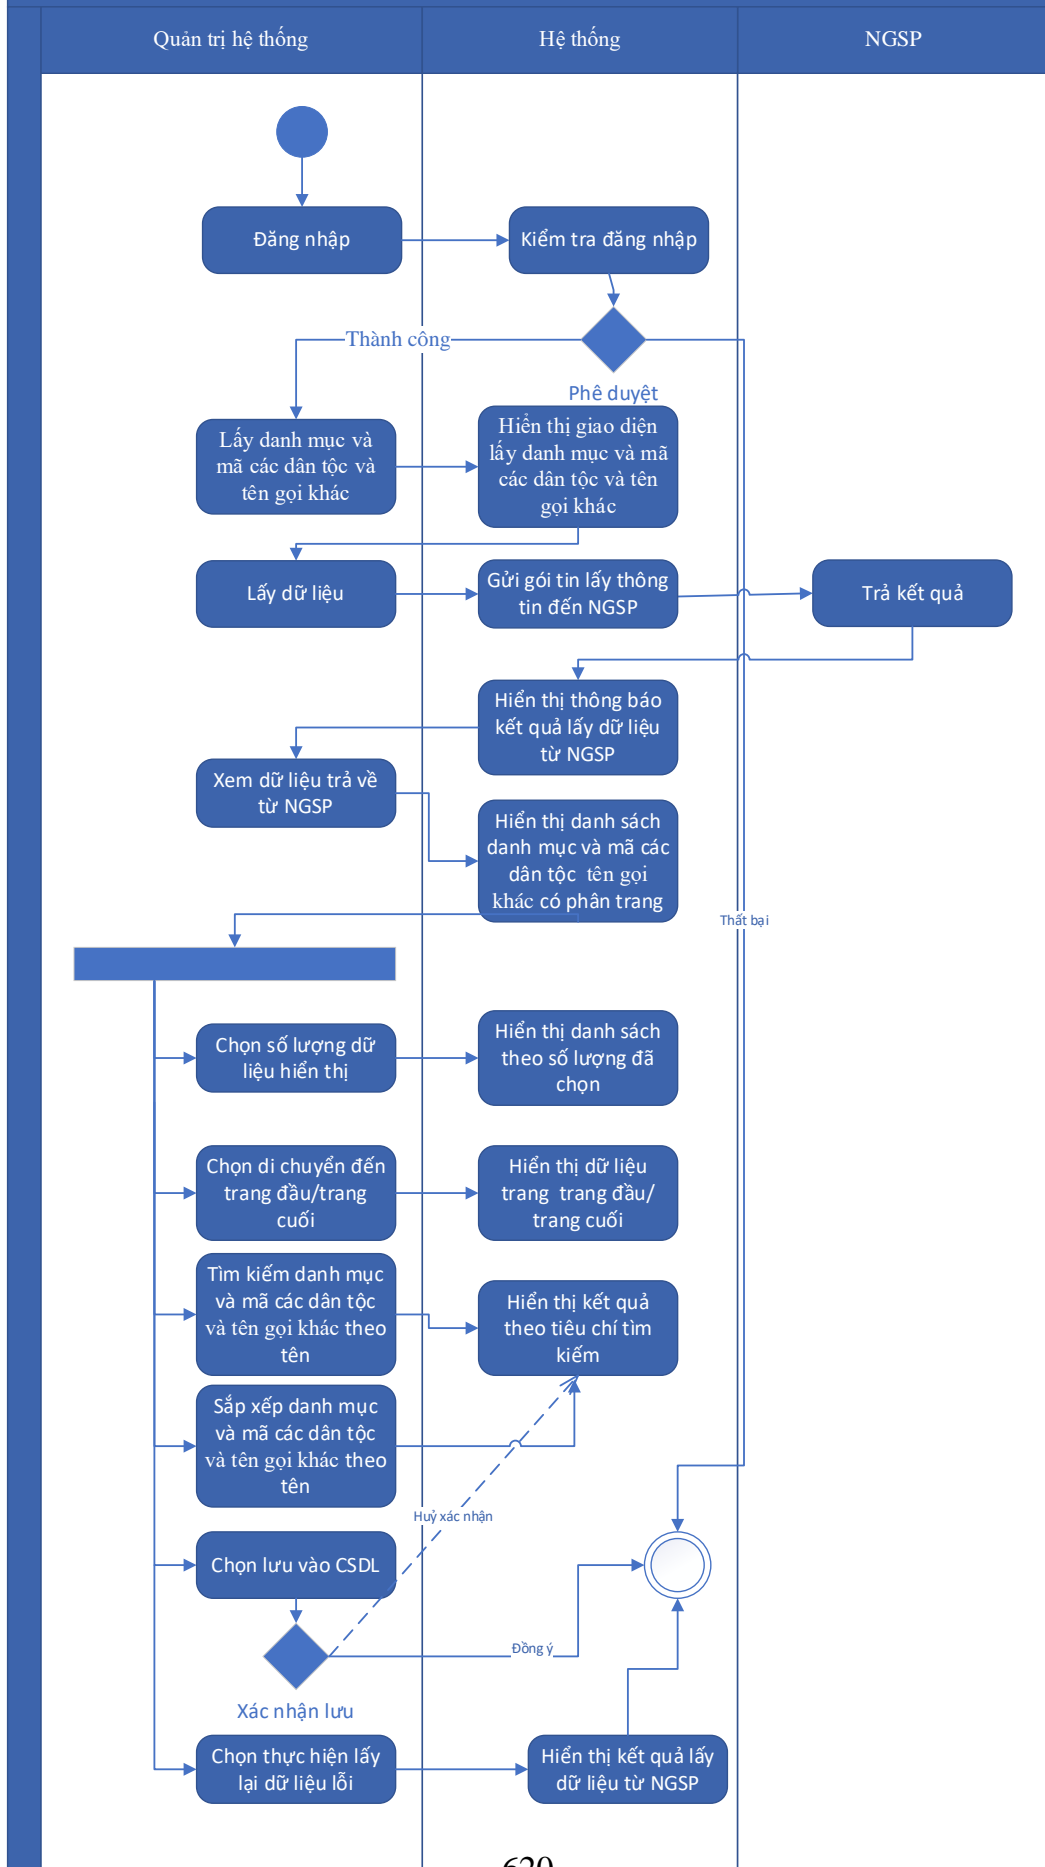 Quản trị hệ thống
Hệ thống
NGSP
Đăng nhập
Kiểm tra đăng nhập
Thành công
Phê duyệt
Lấy danh mục và
mã các dân tộc và
tên gọi khác
Hiển thị giao diện
lấy danh mục và mã
các dân tộc và tên
gọi khác
Lấy dữ liệu
Gửi gói tin lấy thông
tin đến NGSP
Trả kết quả
Hiển thị thông báo
kết quả lấy dữ liệu
từ NGSP
Xem dữ liệu trả về
từ NGSP
Hiển thị danh sách
danh mục và mã các
dân tộc tên gọi
khác có phân trang
Thất bại
Chọn số lượng dữ
liệu hiển thị
Hiển thị danh sách
theo số lượng đã
chọn
Chọn di chuyển đến
trang đầu/trang
cuối
Hiển thị dữ liệu
trang trang đầu/
trang cuối
Tìm kiếm danh mục
và mã các dân tộc
và tên gọi khác theo
tên
Hiển thị kết quả
theo tiêu chí tìm
kiếm
Sắp xếp danh mục
và mã các dân tộc
và tên gọi khác theo
tên
Huỷ xác nhận
Chọn lưu vào CSDL
Đồng ý
Xác nhận lưu
Chọn thực hiện lấy
lại dữ liệu lỗi
Hiển thị kết quả lấy
dữ liệu từ NGSP